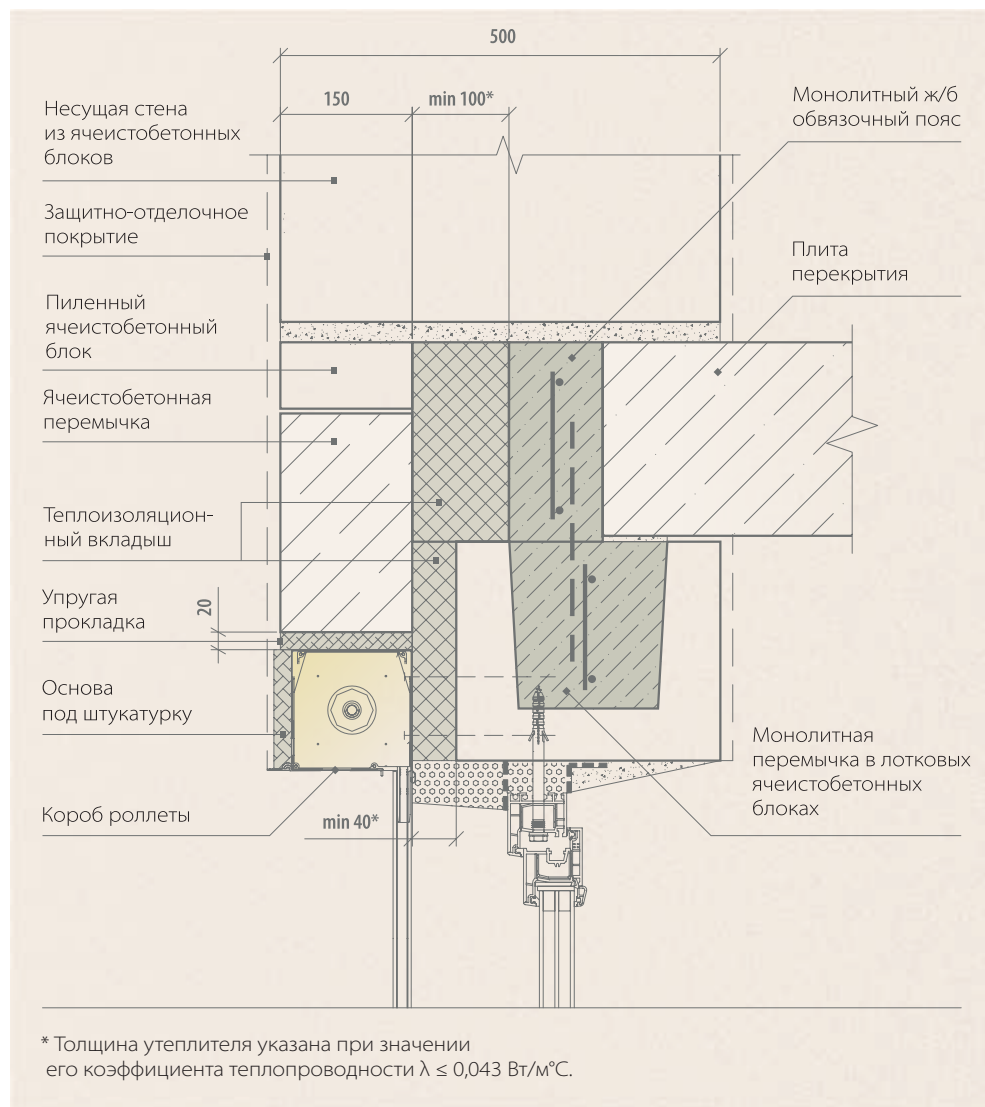 500
150
min 100*
Несущая стена
из ячеистобетонных
блоков
Защитно-отделочное
покрытие
Пиленный
ячеистобетонный
блок
Ячеистобетонная
перемычка
Теплоизоляцион-
ный вкладыш
Упругая
прокладка
20
Основа
под штукатурку
Короб роллеты
min 40*
Монолитный ж/б
обвязочный пояс
Плита
перекрытия
Монолитная
перемычка в лотковых
ячеистобетонных
блоках
* Толщина утеплителя указана при значении
его коэффициента теплопроводности λ ≤ 0,043 Вт/м°С.